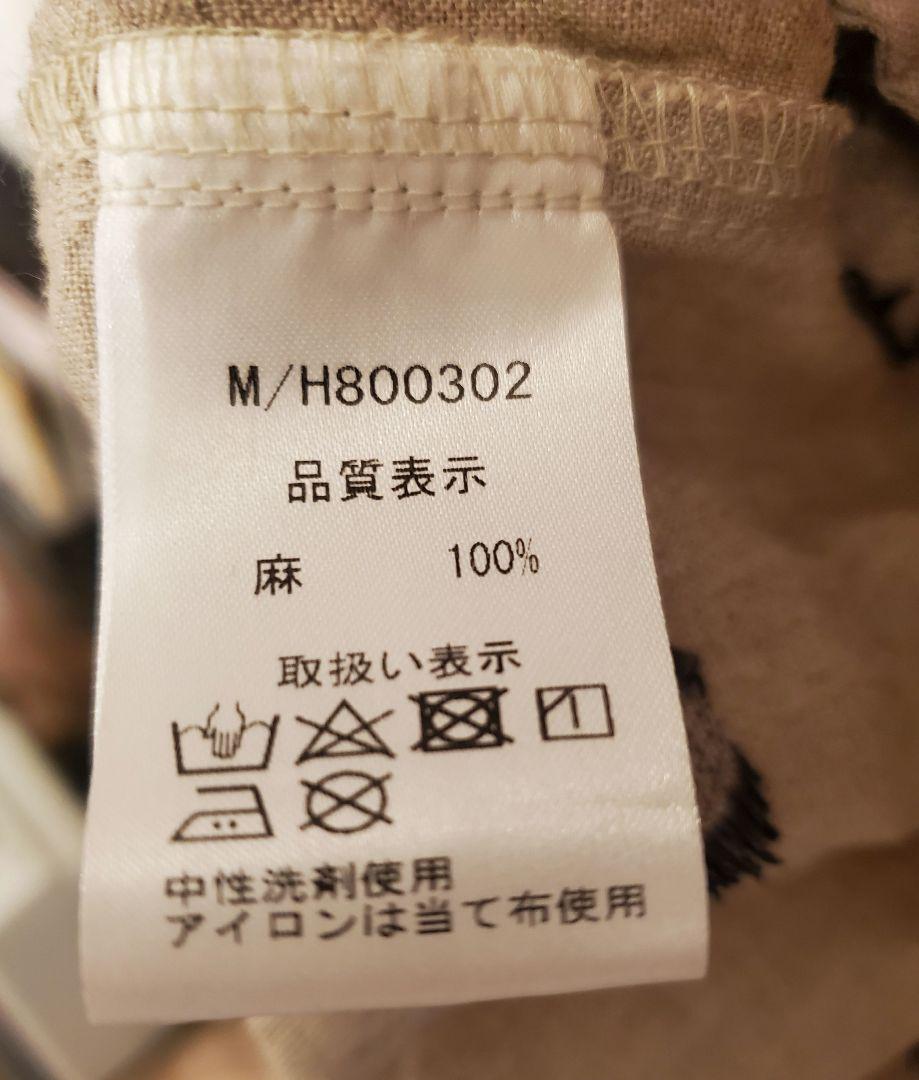 M/H800302
品質表示
麻 100%
取扱い表示
中性洗剤使用
アイロンは当て布使用